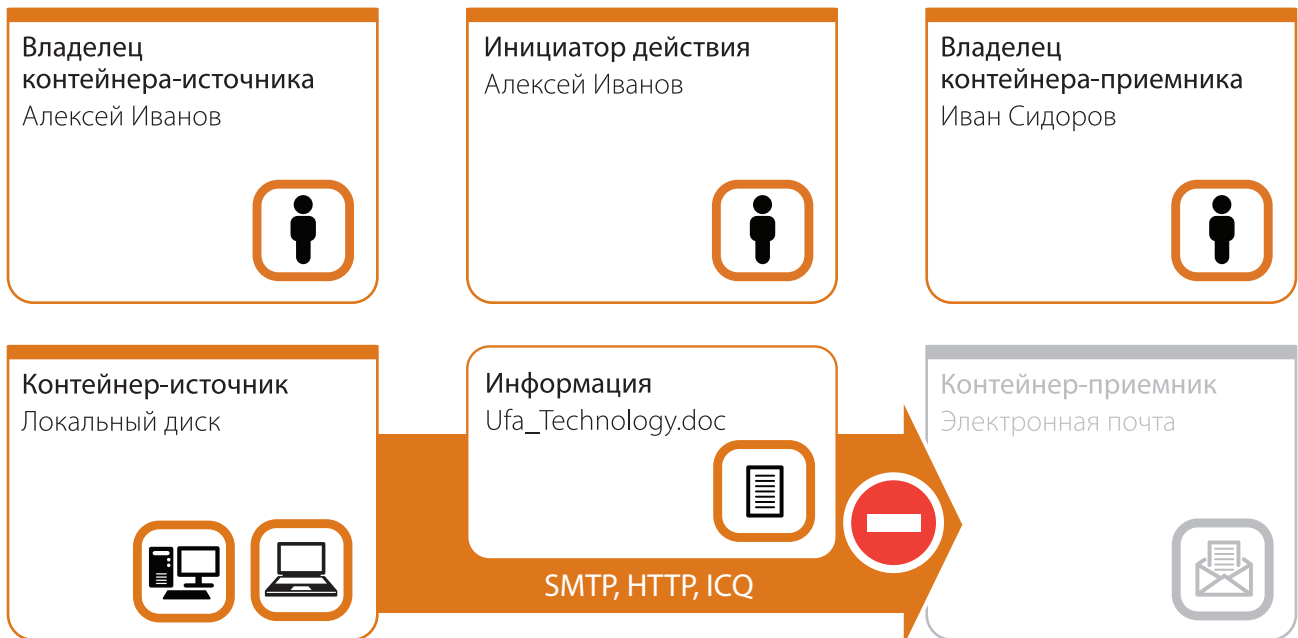 Владелец
контейнера-источника
Алексей Иванов
Инициатор действия
Алексей Иванов
Владелец
контейнера-приемника
Иван Сидоров
Контейнер-источник
Локальный диск
Информация
Ufa_Technology.doc
SMTP, HTTP, ICQ
Контейнер-приемник
Электронная почта